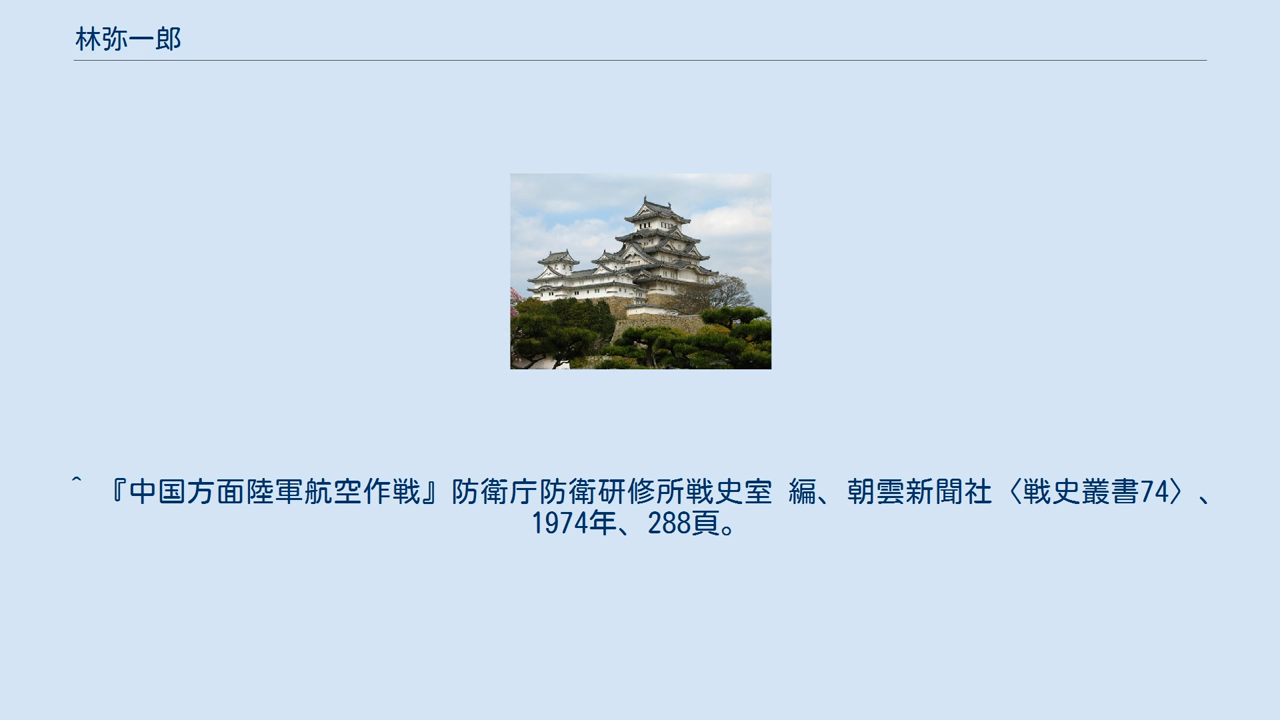 林弥一郎
^ 『中国方面陸軍航空作戦』防衛庁防衛研修所戦史室 編、朝雲新聞社〈戦史叢書74〉、
1974年、288頁。